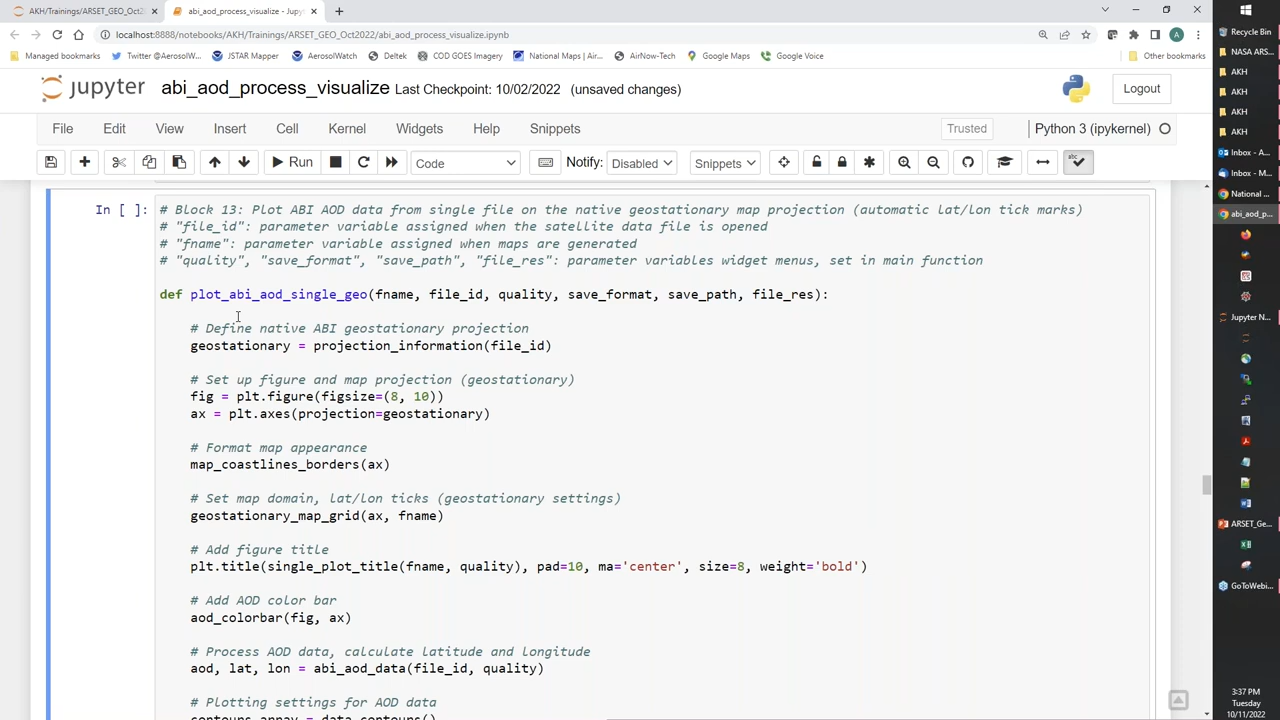 AKH/Trainings/ARSET_GEO_Oct2
abi_aod_process_visualize - Jupy
localhost:8888/notebooks/AKH/Trainings/ARSET_GEO_Oct2022/abi_aod_process_visualize.ipynb
Managed bookmarks
Twitter @AerosolW...
JSTAR Mapper
AerosolWatch
Deltek
COD GOES Imagery
National Maps | Air...
AirNow-Tech
Google Maps
Google Voice
Other bookmarks
jupyter
abi_aod_process_visualize Last Checkpoint: 10/02/2022 (unsaved changes)
Logout
File Edit View Insert Cell Kernel Widgets Help Snippets
Trusted
Python 3 (ipykernel)
Run
Code
Notify: Disabled
Snippets
abc
In [ ]:
# Block 13: Plot ABI AOD data from single file on the native geostationary map projection (automatic lat/lon tick marks)
# "file_id": parameter variable assigned when the satellite data file is opened
# "fname": parameter variable assigned when maps are generated
# "quality", "save_format", "save_path", "file_res": parameter variables widget menus, set in main function
def plot_abi_aod_single_geo(fname, file_id, quality, save_format, save_path, file_res):
# Define native ABI geostationary projection
geostationary = projection_information(file_id)
# Set up figure and map projection (geostationary)
fig = plt.figure(figsize=(8, 10))
ax = plt.axes(projection=geostationary)
# Format map appearance
map_coastlines_borders(ax)
# Set map domain, lat/lon ticks (geostationary settings)
geostationary_map_grid(ax, fname)
# Add figure title
plt.title(single_plot_title(fname, quality), pad=10, ma='center', size=8, weight='bold')
# Add AOD color bar
aod_colorbar(fig, ax)
# Process AOD data, calculate latitude and longitude
aod, lat, lon = abi_aod_data(file_id, quality)
# Plotting settings for AOD data
contours_array = data_contours()
Recycle Bin
NASA ARS...
AKH
AKH
AKH
AKH
Inbox - A...
Inbox - M...
National ...
abi_aod_p...
Jupyter N...
ARSET_Ge...
GoToWebi...
3:37 PM
Tuesday
10/11/2022